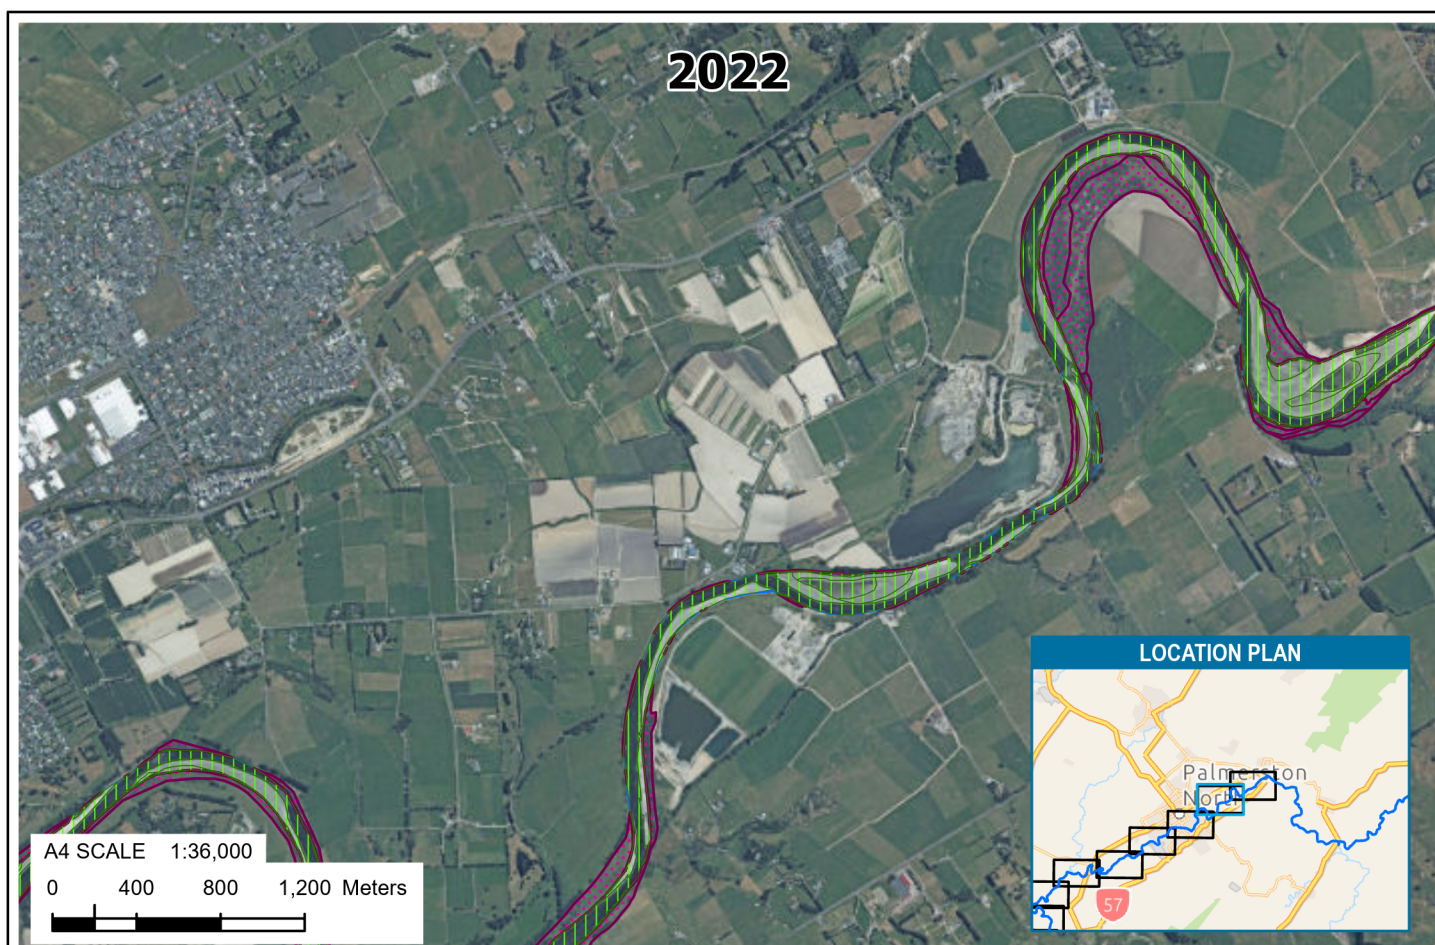 2022
LOCATION PLAN
Palmerston
North
57
A4 SCALE 1:36,000
0 400 800 1,200 Meters